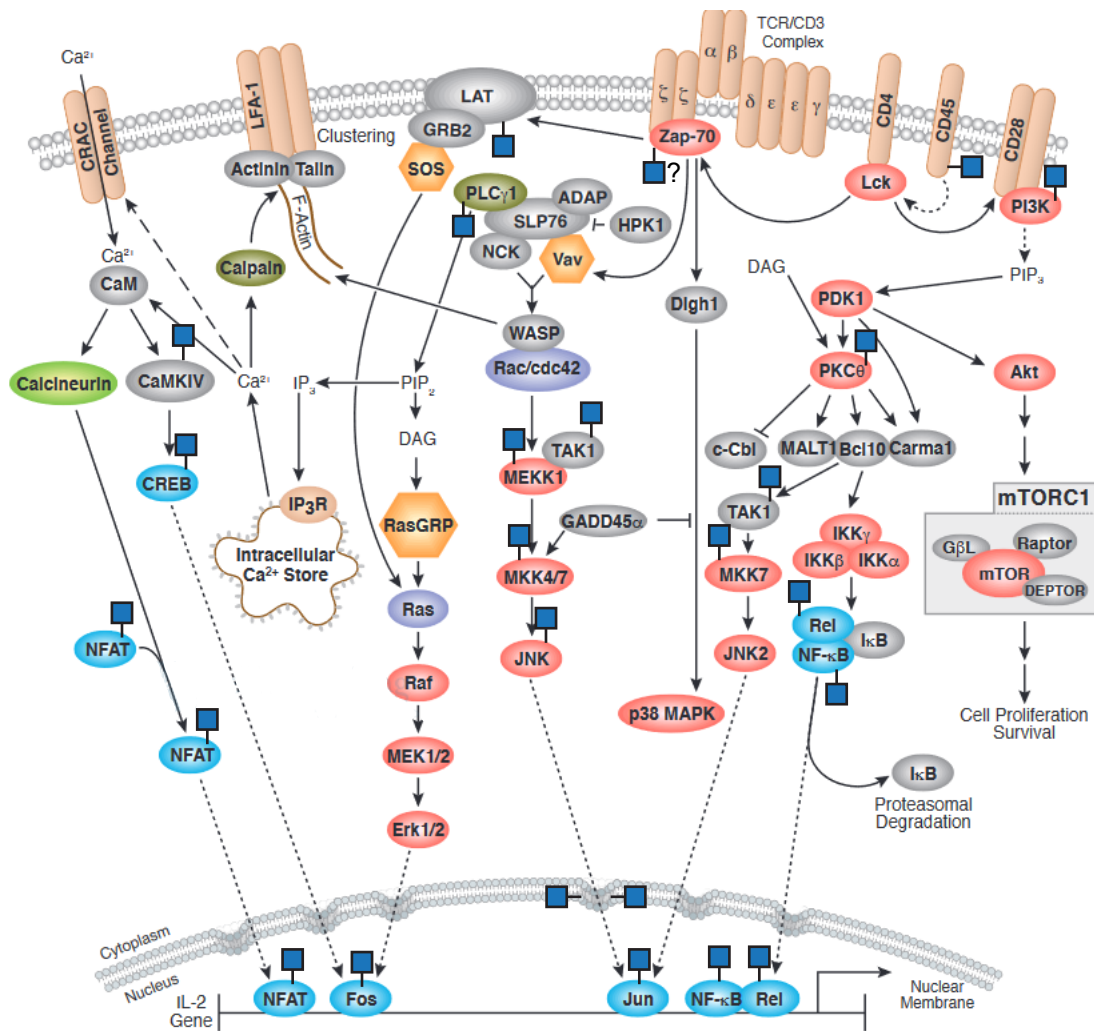 TCR/CD3
Complex
Ca²⁺
CRAC
Channel
LFA-1
Clustering
LAT
GRB2
SOS
Actinin
Talin
F-Actin
α β
ζ ζ
δ ε ε γ
Zap-70
?
CD4
CD45
CD28
Lck
PI3K
PLCγ1
ADAP
SLP76
HPK1
NCK
Vav
Ca²⁺
CaM
Calpain
DAG
PIP₃
PDK1
Dlgh1
WASP
Rac/cdc42
Calcineurin
CaMKIV
Ca²⁺
IP₃
PIP₂
PKCθ
Akt
DAG
c-Cbl
MALT1
Bcl10
Carma1
TAK1
MEKK1
CREB
IP₃R
RasGRP
GADD45α
TAK1
mTORC1
Intracellular
Ca²⁺ Store
IKKγ
IKKβ
IKKα
GβL
Raptor
mTOR
DEPTOR
MKK4/7
MKK7
Ras
Rel
NF-κB
IκB
NFAT
JNK
JNK2
Raf
p38 MAPK
Cell Proliferation
Survival
NFAT
MEK1/2
IκB
Proteasomal
Degradation
Erk1/2
Cytoplasm
Nucleus
IL-2
Gene
NFAT
Fos
Jun
NF-κB
Rel
Nuclear
Membrane